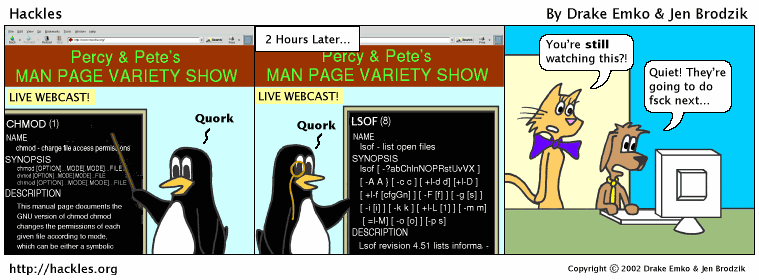 Hackles
By Drake Emko & Jen Brodzik
Percy & Pete's
MAN PAGE VARIETY SHOW
LIVE WEBCAST!
CHMOD (1)
NAME
chmod - charge file access permissions
SYNOPSIS
chmod [OPTION]...MODE[,MODE]...FILE...
chmod [OPTION]...MODE[,MODE]...FILE...
chmod [OPTION]...MODE[,MODE]...FILE
DESCRIPTION
This manual page documents the
GNU version of chmod chmod
changes the permissions of each
given file according to mode,
which can be either a symbolic
Quork
2 Hours Later...
Percy & Pete's
MAN PAGE VARIETY SHOW
LIVE WEBCAST!
Quork
LSOF (8)
NAME
lsof - list open files
SYNOPSIS
lsof [ -?abChlnNOPRstUvVX ]
[ -A A } [ -c c ] [ +l-d d] [+l-D ]
[ +l-f [cfgGn] ] [ -F [f] ] [ -g [s] ]
[ -i [i] ] [ -k k ] [ +l-L [1] ] [ -m m]
[ =l-M] [ -o [o] ] [-p s]
DESCRIPTION
Lsof revision 4.51 lists informa -
You're still
watching this?!
Quiet! They're
going to do
fsck next...
http://hackles.org
Copyright © 2002 Drake Emko & Jen Brodzik